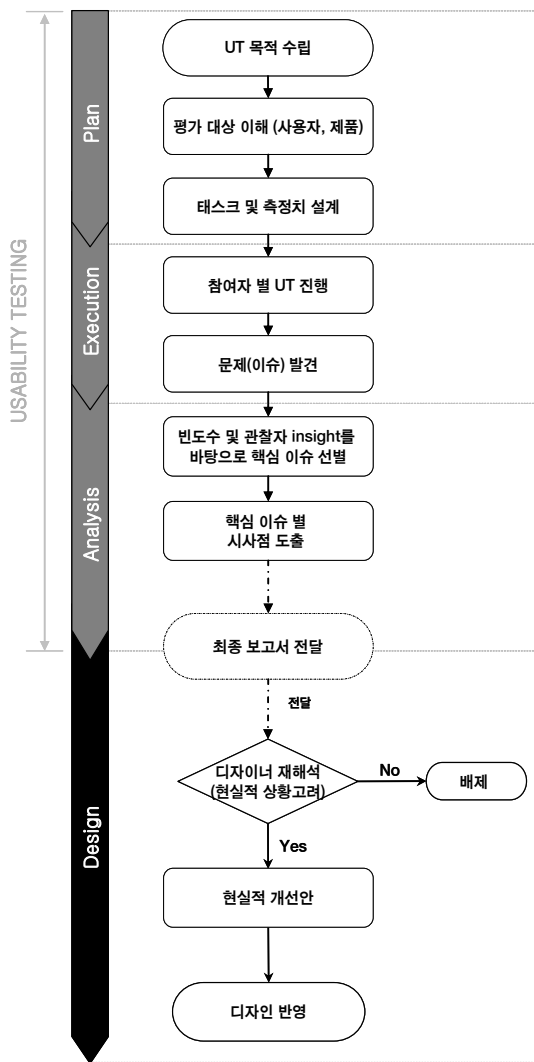 USABILITY TESTING
Plan
UT 목적 수립
평가 대상 이해 (사용자, 제품)
태스크 및 측정치 설계
Execution
참여자 별 UT 진행
문제(이슈) 발견
Analysis
빈도수 및 관찰자 insight를
바탕으로 핵심 이슈 선별
핵심 이슈 별
시사점 도출
최종 보고서 전달
전달
Design
디자이너 재해석
(현실적 상황고려)
No
배제
Yes
현실적 개선안
디자인 반영